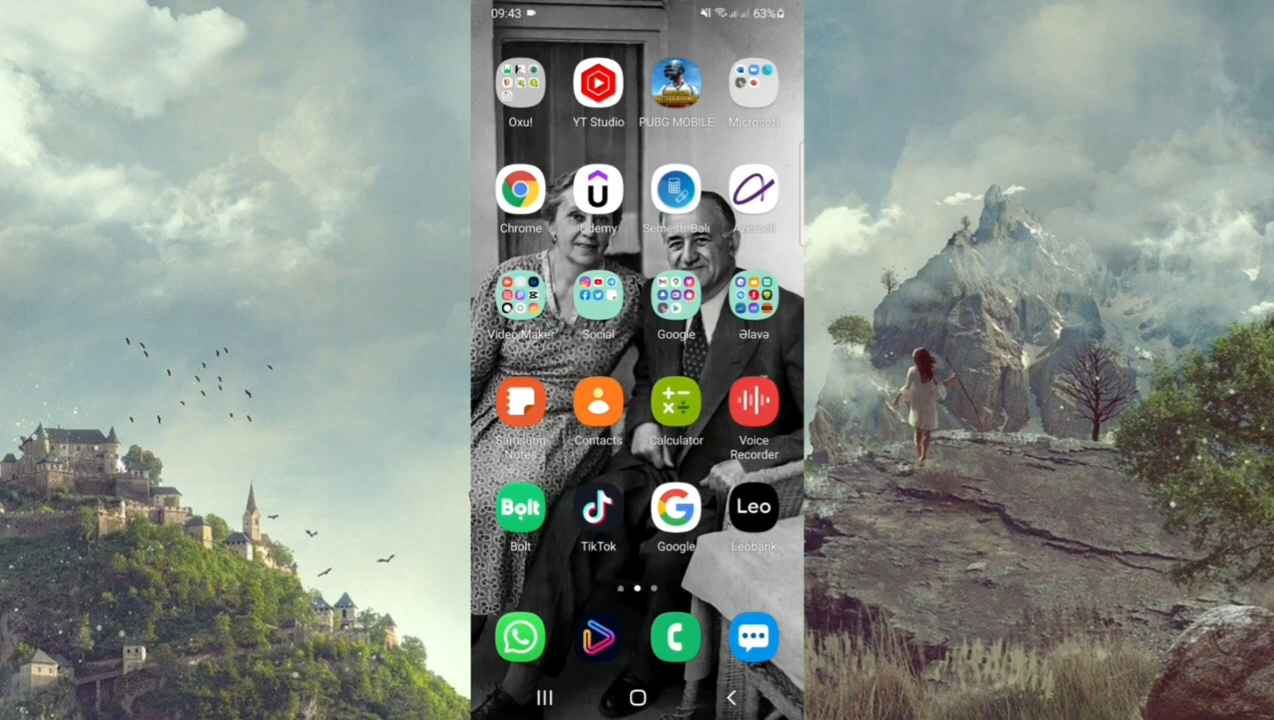 09:43
63%
Oxu!
YT Studio
PUBG MOBILE
Microsoft
Chrome
Udemy
Semestr Balı
Azercell
Video Maker
Social
Google
Əlavə
Samsung
Notes
Contacts
Calculator
Voice
Recorder
Bolt
Leo
Bolt
TikTok
Google
Leobank